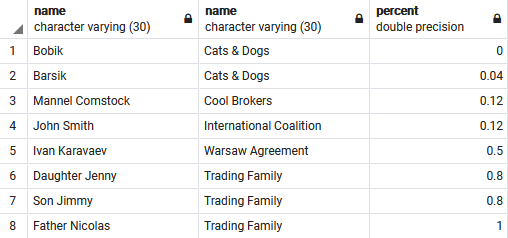 name name percent
character varying (30) character varying (30) double precision
1 Bobik Cats & Dogs 0
2 Barsik Cats & Dogs 0.04
3 Mannel Comstock Cool Brokers 0.12
4 John Smith International Coalition 0.12
5 Ivan Karavaev Warsaw Agreement 0.5
6 Daughter Jenny Trading Family 0.8
7 Son Jimmy Trading Family 0.8
8 Father Nicolas Trading Family 1